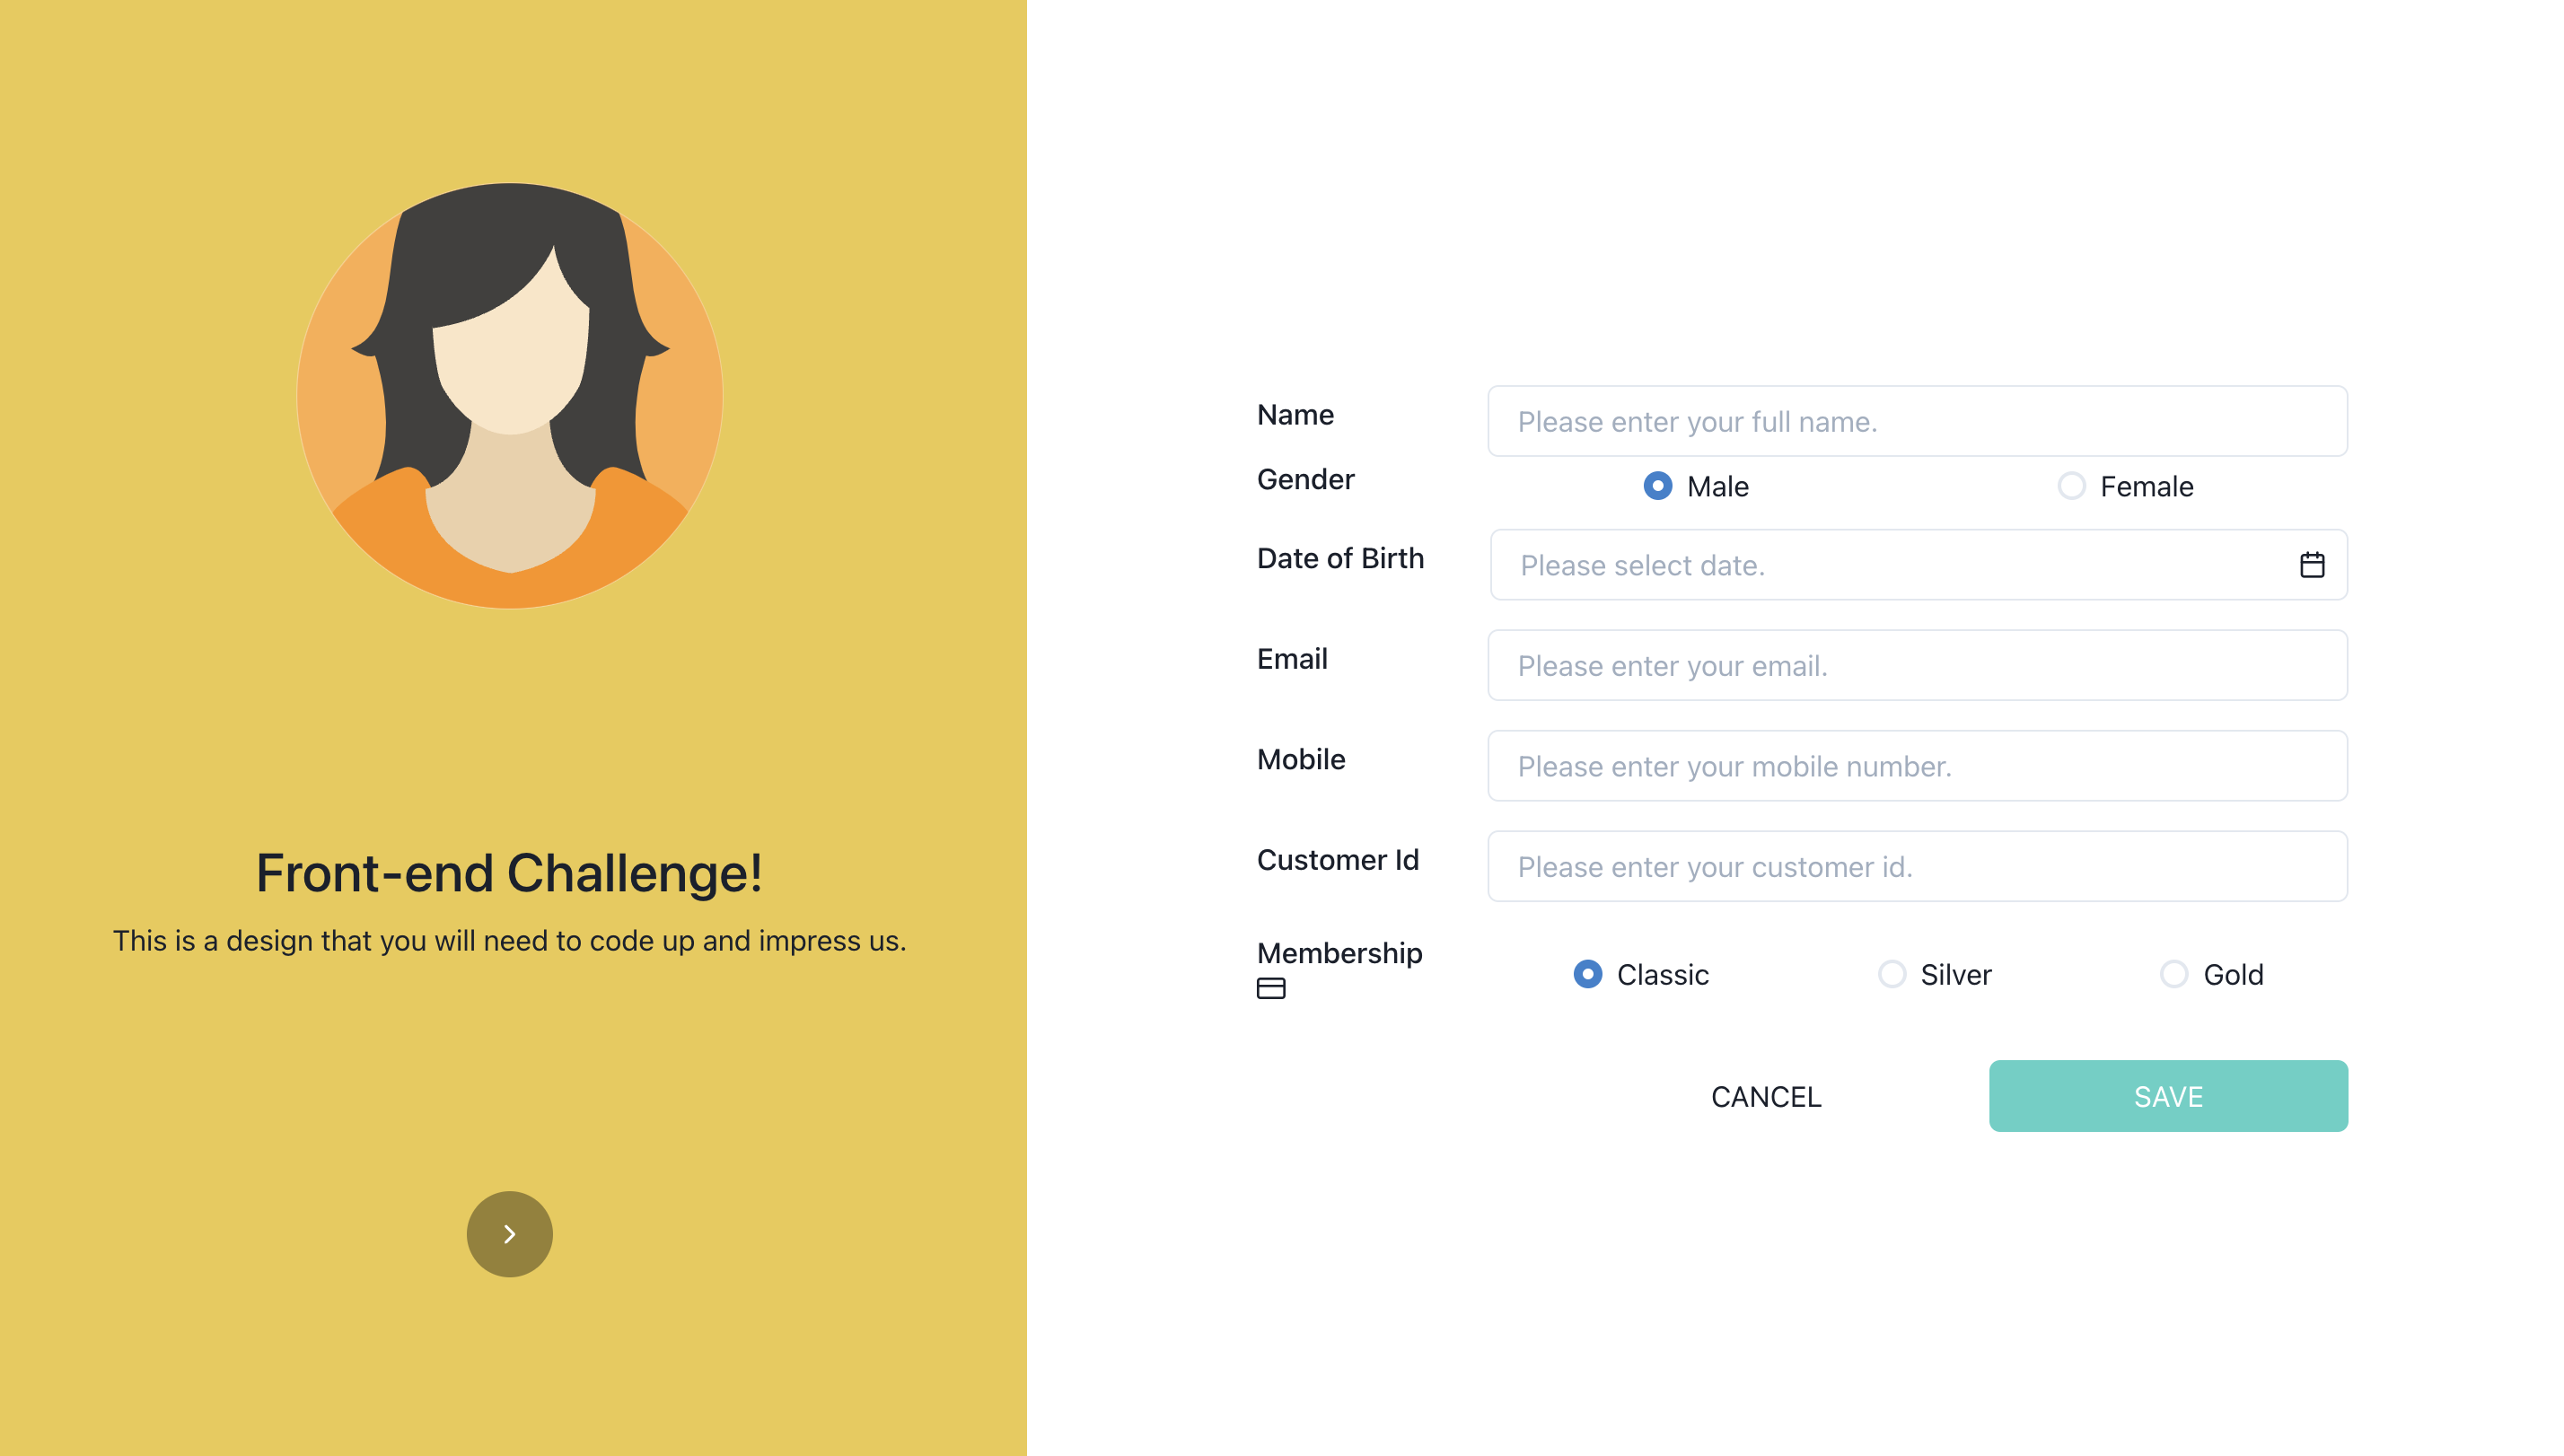 Front-end Challenge!
This is a design that you will need to code up and impress us.
Name
Please enter your full name.
Gender
Male
Female
Date of Birth
Please select date.
Email
Please enter your email.
Mobile
Please enter your mobile number.
Customer Id
Please enter your customer id.
Membership
Classic
Silver
Gold
CANCEL
SAVE